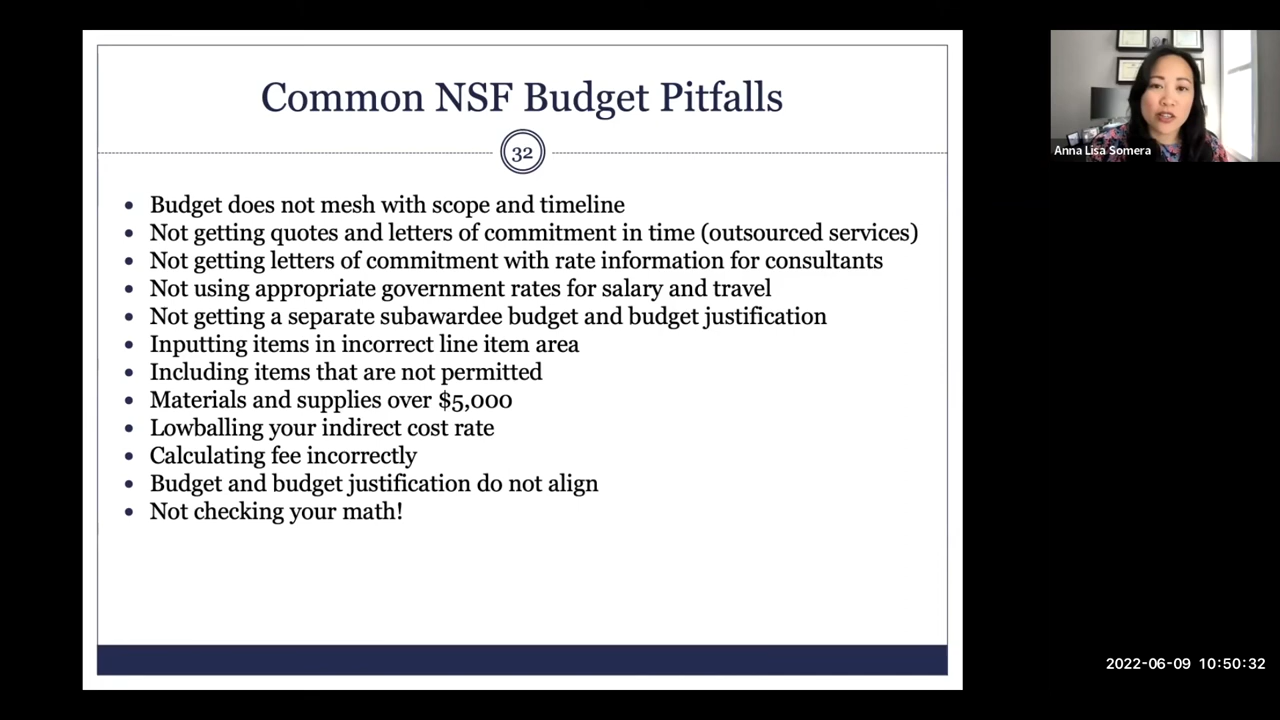 Common NSF Budget Pitfalls
32
• Budget does not mesh with scope and timeline
• Not getting quotes and letters of commitment in time (outsourced services)
• Not getting letters of commitment with rate information for consultants
• Not using appropriate government rates for salary and travel
• Not getting a separate subawardee budget and budget justification
• Inputting items in incorrect line item area
• Including items that are not permitted
• Materials and supplies over $5,000
• Lowballing your indirect cost rate
• Calculating fee incorrectly
• Budget and budget justification do not align
• Not checking your math!
Anna Lisa Somera
2022-06-09 10:50:32